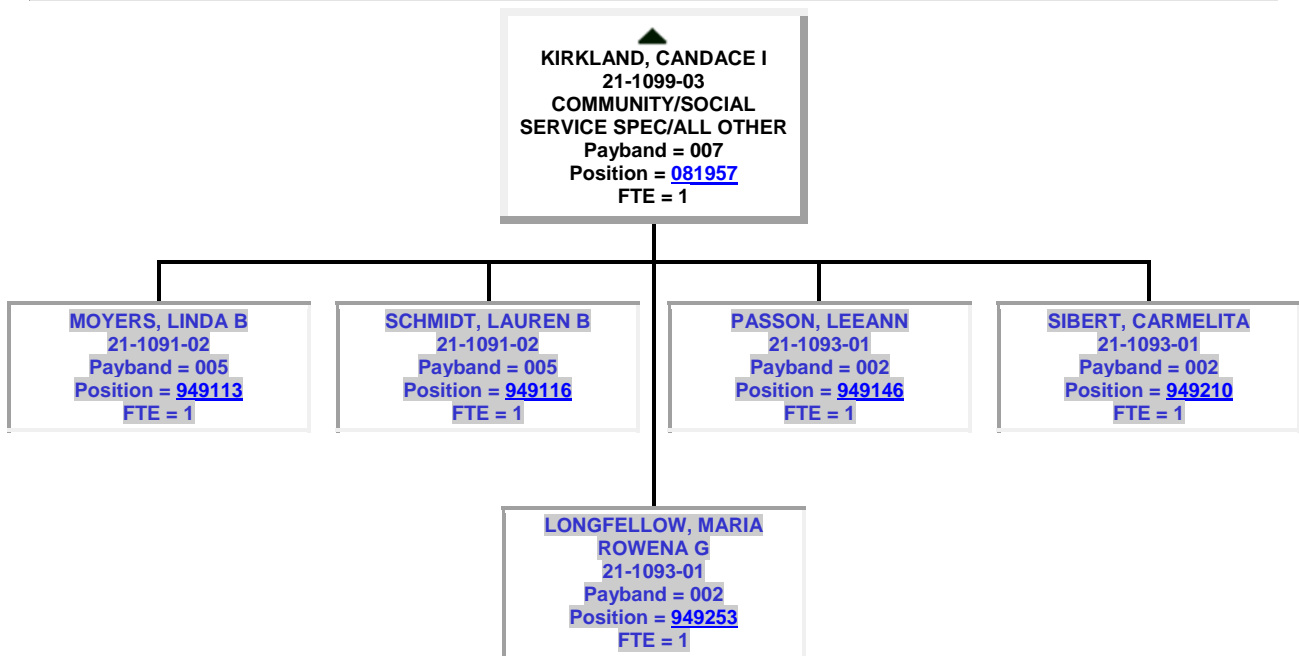 KIRKLAND, CANDACE I
21-1099-03
COMMUNITY/SOCIAL
SERVICE SPEC/ALL OTHER
Payband = 007
Position = 081957
FTE = 1
MOYERS, LINDA B
21-1091-02
Payband = 005
Position = 949113
FTE = 1
SCHMIDT, LAUREN B
21-1091-02
Payband = 005
Position = 949116
FTE = 1
PASSON, LEEANN
21-1093-01
Payband = 002
Position = 949146
FTE = 1
SIBERT, CARMELITA
21-1093-01
Payband = 002
Position = 949210
FTE = 1
LONGFELLOW, MARIA
ROWENA G
21-1093-01
Payband = 002
Position = 949253
FTE = 1